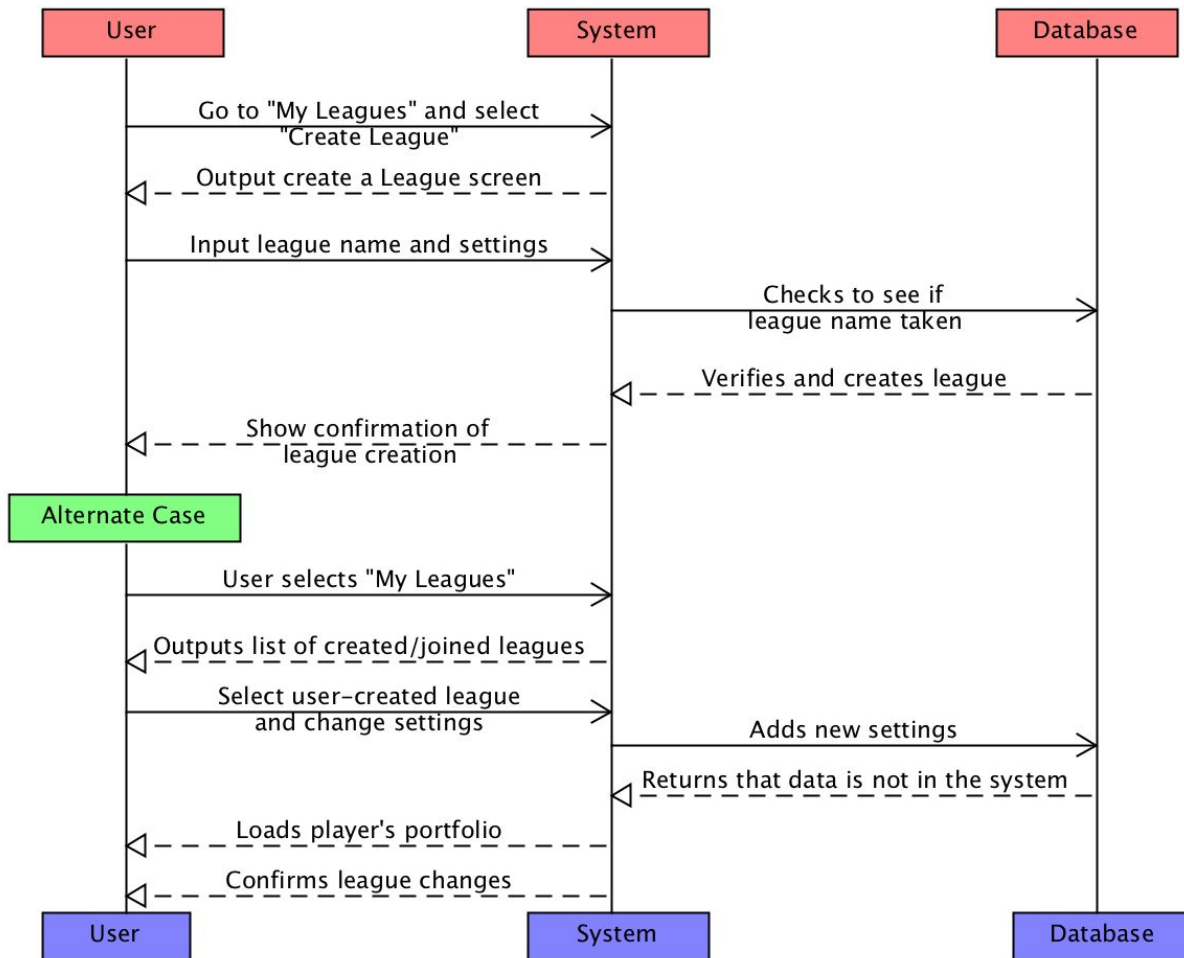 User
System
Database
Go to "My Leagues" and select
"Create League"
Output create a League screen
Input league name and settings
Checks to see if
league name taken
Verifies and creates league
Show confirmation of
league creation
Alternate Case
User selects "My Leagues"
Outputs list of created/joined leagues
Select user-created league
and change settings
Adds new settings
Returns that data is not in the system
Loads player's portfolio
Confirms league changes
User
System
Database